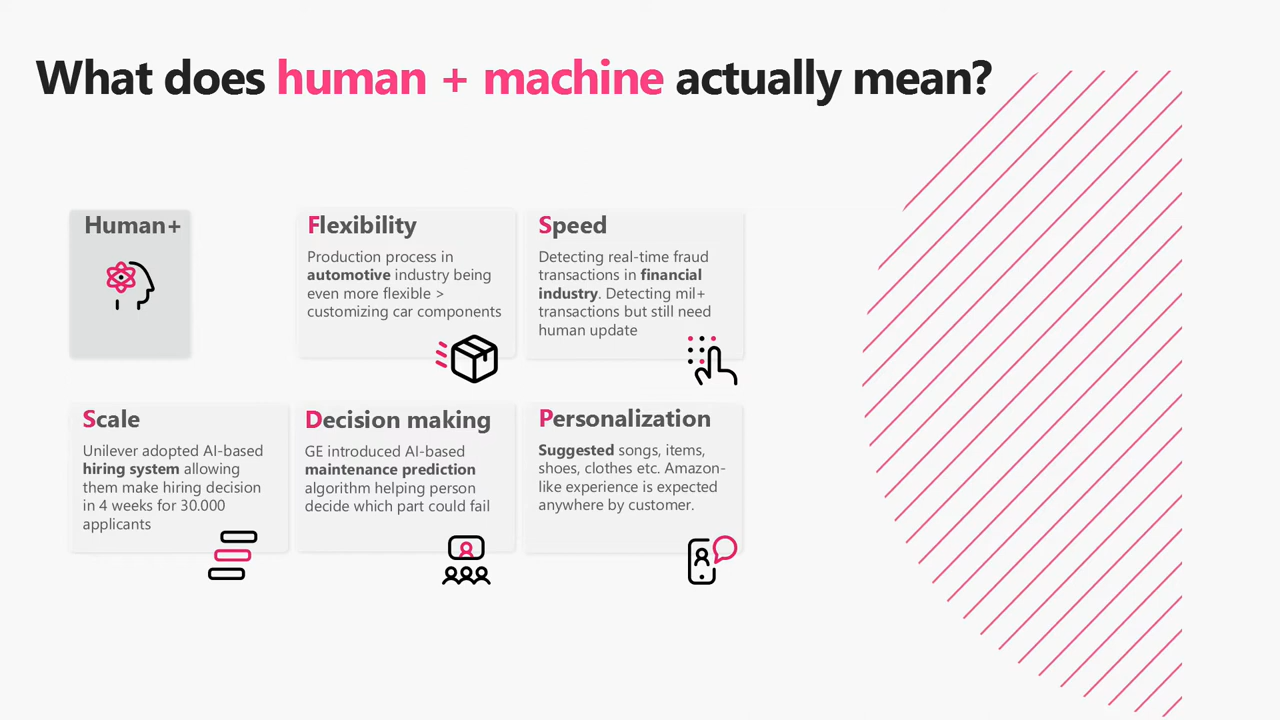 What does human + machine actually mean?
Human+
Flexibility
Production process in
automotive industry being
even more flexible >
customizing car components
Speed
Detecting real-time fraud
transactions in financial
industry. Detecting mil+
transactions but still need
human update
Scale
Unilever adopted AI-based
hiring system allowing
them make hiring decision
in 4 weeks for 30.000
applicants
Decision making
GE introduced AI-based
maintenance prediction
algorithm helping person
decide which part could fail
Personalization
Suggested songs, items,
shoes, clothes etc. Amazon-
like experience is expected
anywhere by customer.